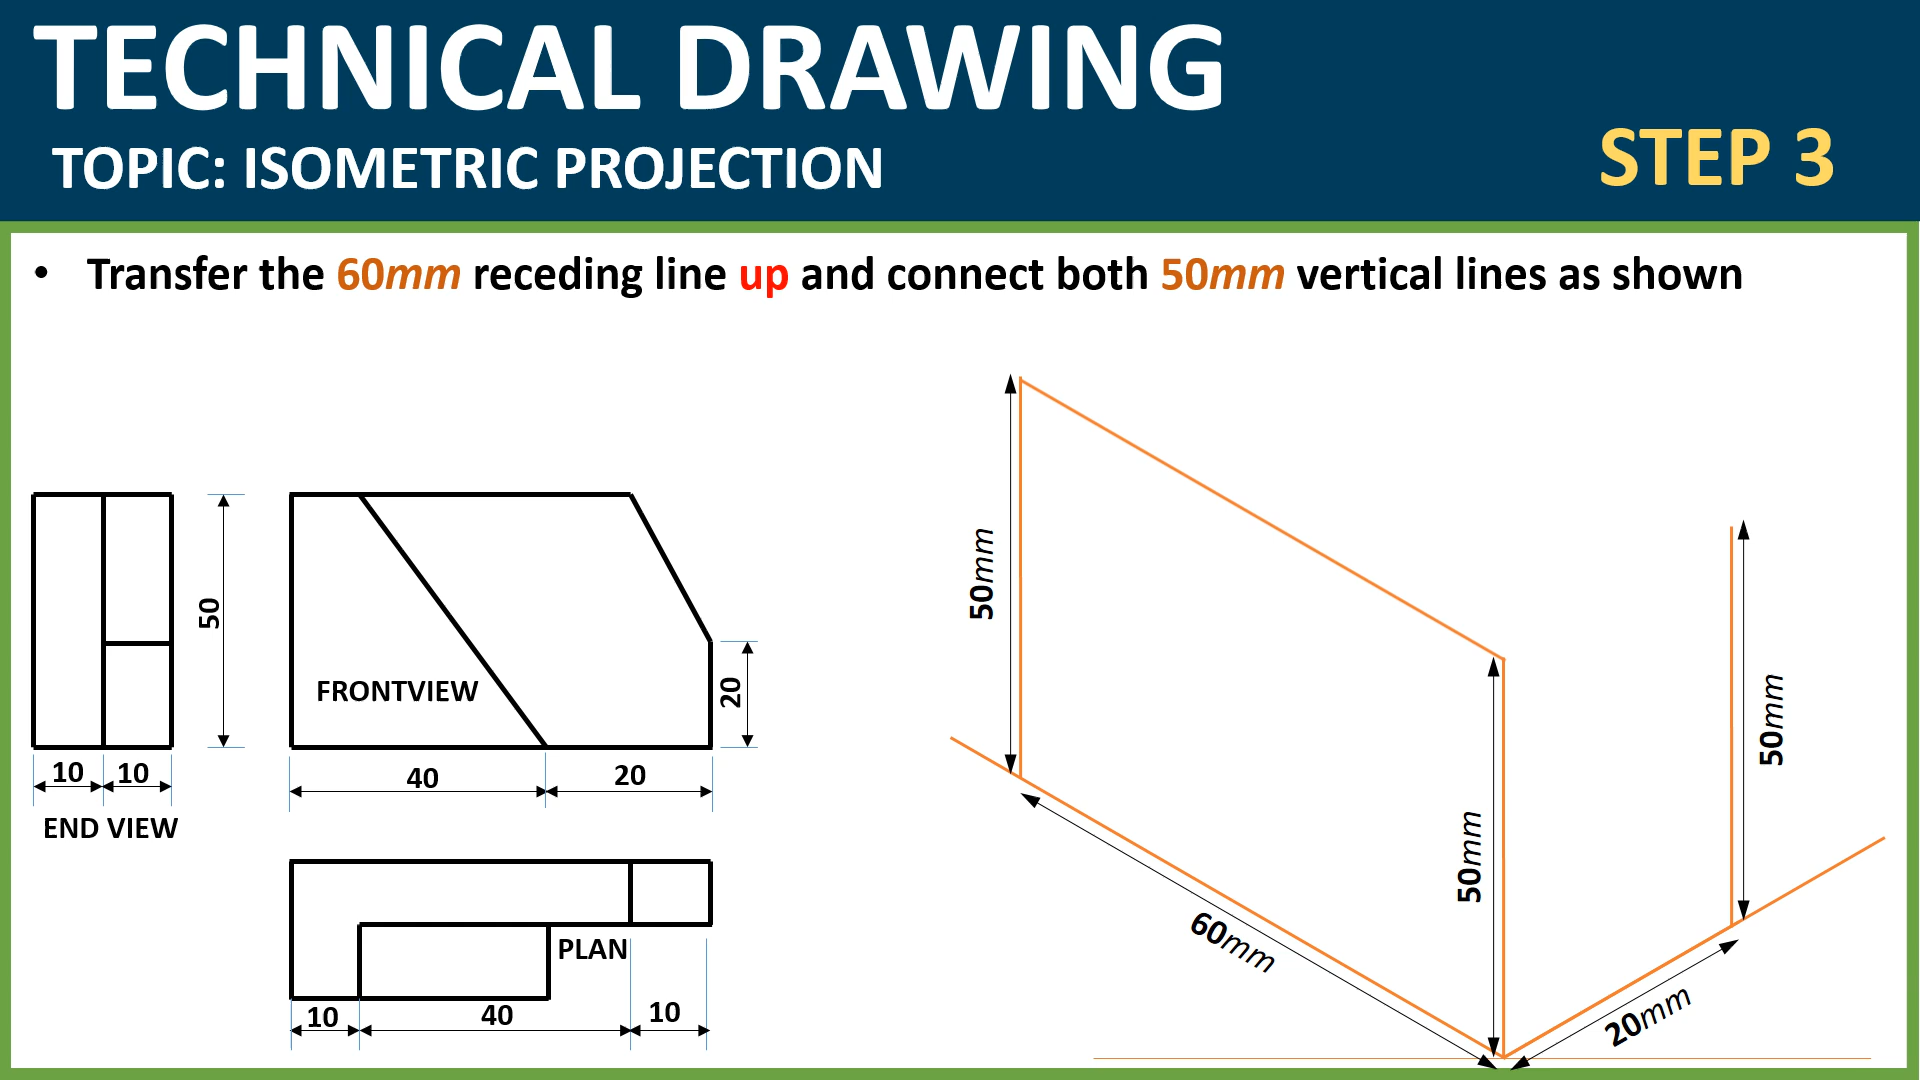 TECHNICAL DRAWING
TOPIC: ISOMETRIC PROJECTION
STEP 3
• Transfer the 60mm receding line up and connect both 50mm vertical lines as shown
50
FRONTVIEW
20
10
10
END VIEW
40
20
PLAN
10
40
10
50mm
50mm
50mm
60mm
20mm